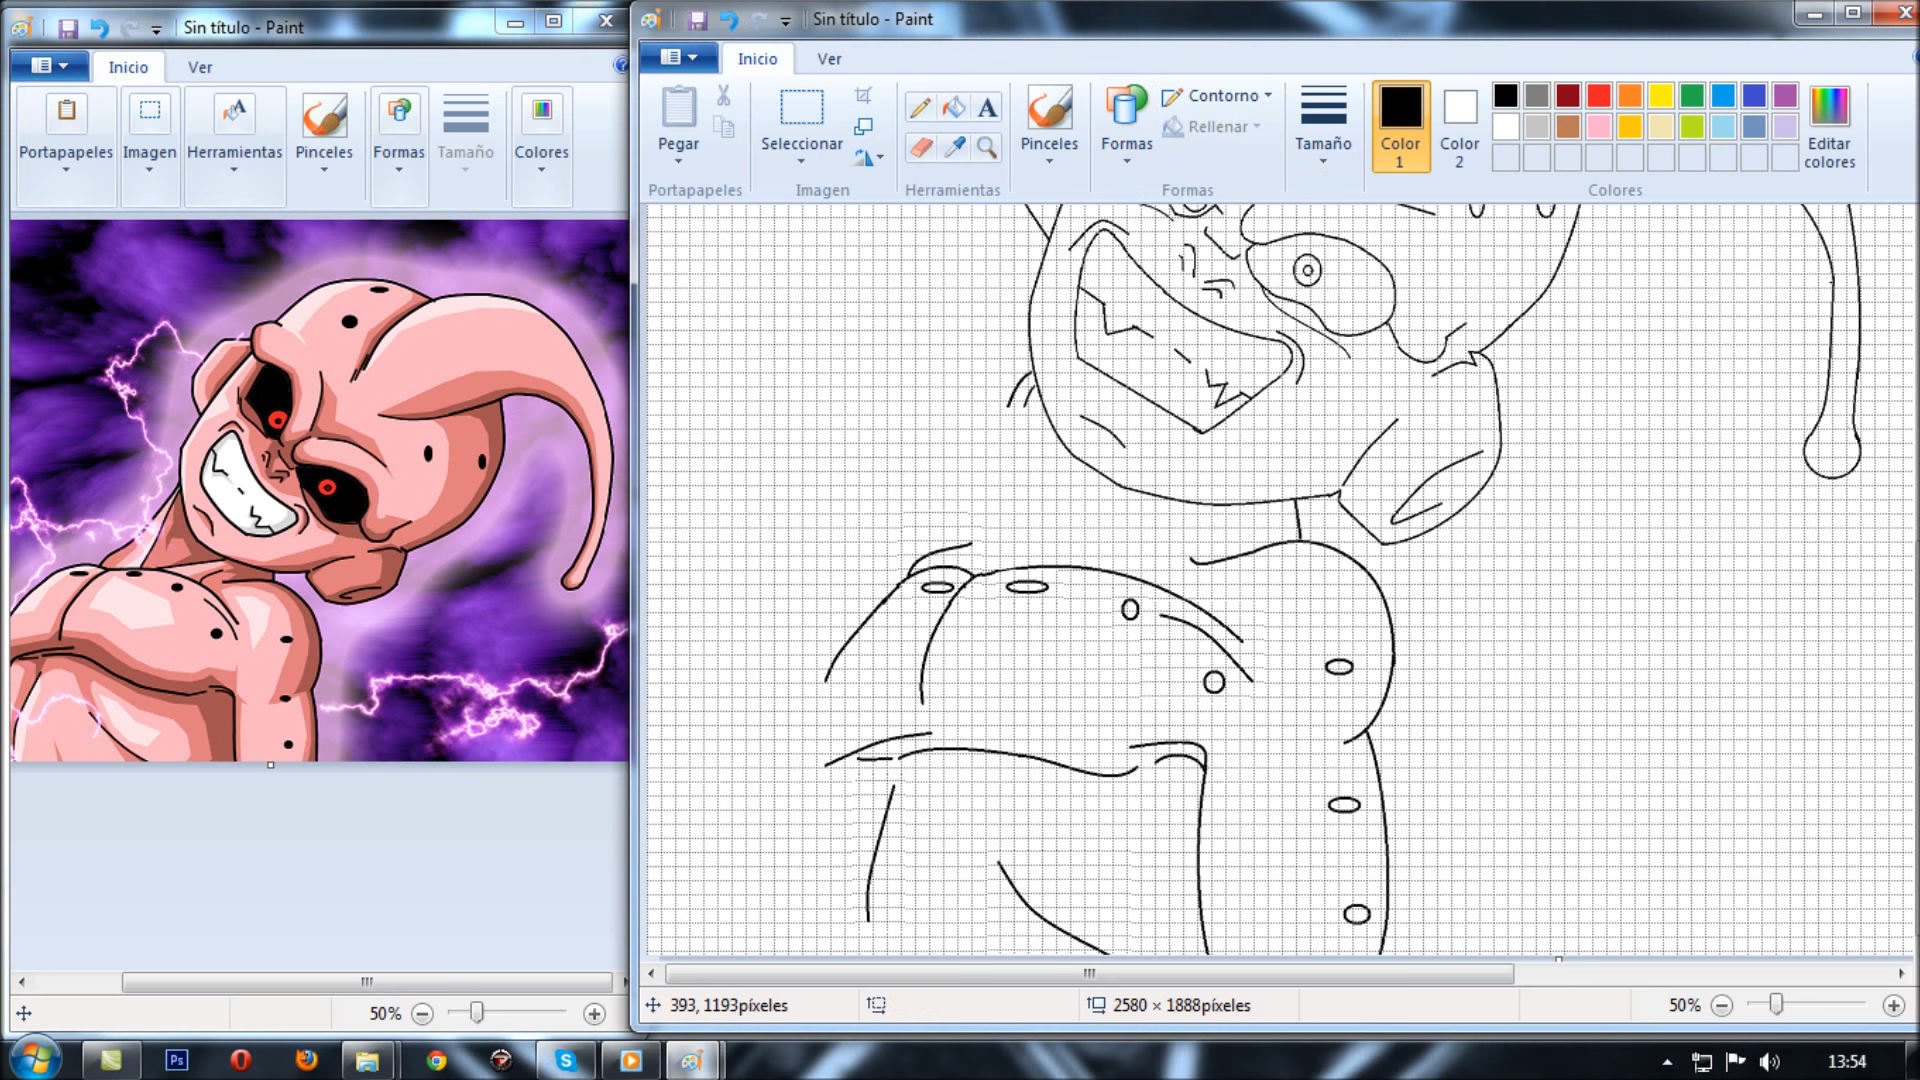 Sin título - Paint
Inicio
Ver
Portapapeles
Imagen
Herramientas
Pinceles
Formas
Tamaño
Colores
50%
Sin título - Paint
Inicio
Ver
Pegar
Seleccionar
A
Pinceles
Formas
Contorno
Rellenar
Tamaño
Color 1
Color 2
Editar colores
Portapapeles
Imagen
Herramientas
Formas
Colores
393, 1193píxeles
2580 × 1888píxeles
50%
Ps
13:54